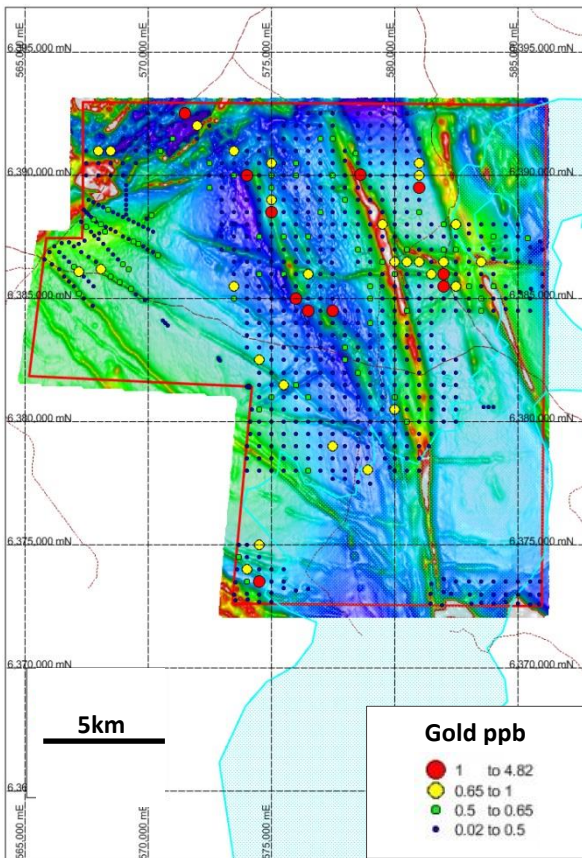 565,000 mE
570,000 mE
575,000 mE
580,000 mE
585,000 mE
6,395,000 mN
6,395,000 mN
6,390,000 mN
6,390,000 mN
6,385,000 mN
6,385,000 mN
6,380,000 mN
6,380,000 mN
6,375,000 mN
6,375,000 mN
6,370,000 mN
6,370,000 mN
5km
Gold ppb
1 to 4.82
0.65 to 1
0.5 to 0.65
0.02 to 0.5
565,000 mE
570,000 mE
575,000 mE